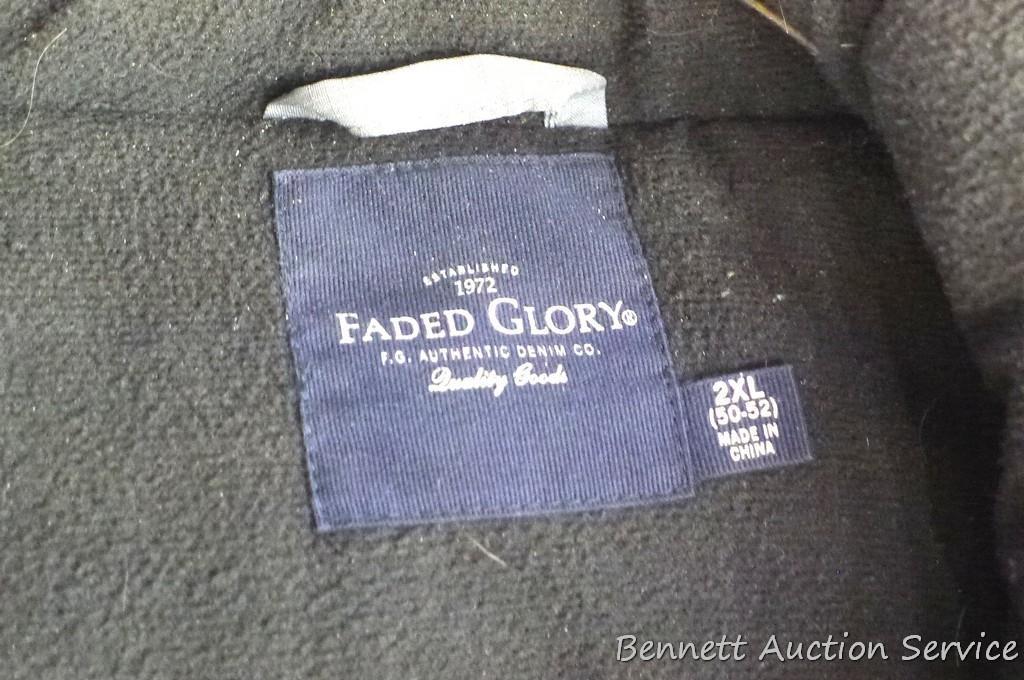 ESTABLISHED
1972
FADED GLORY®
F.G. AUTHENTIC DENIM CO.
Quality Goods
2XL
(50-52)
MADE IN
CHINA
Bennett Auction Service